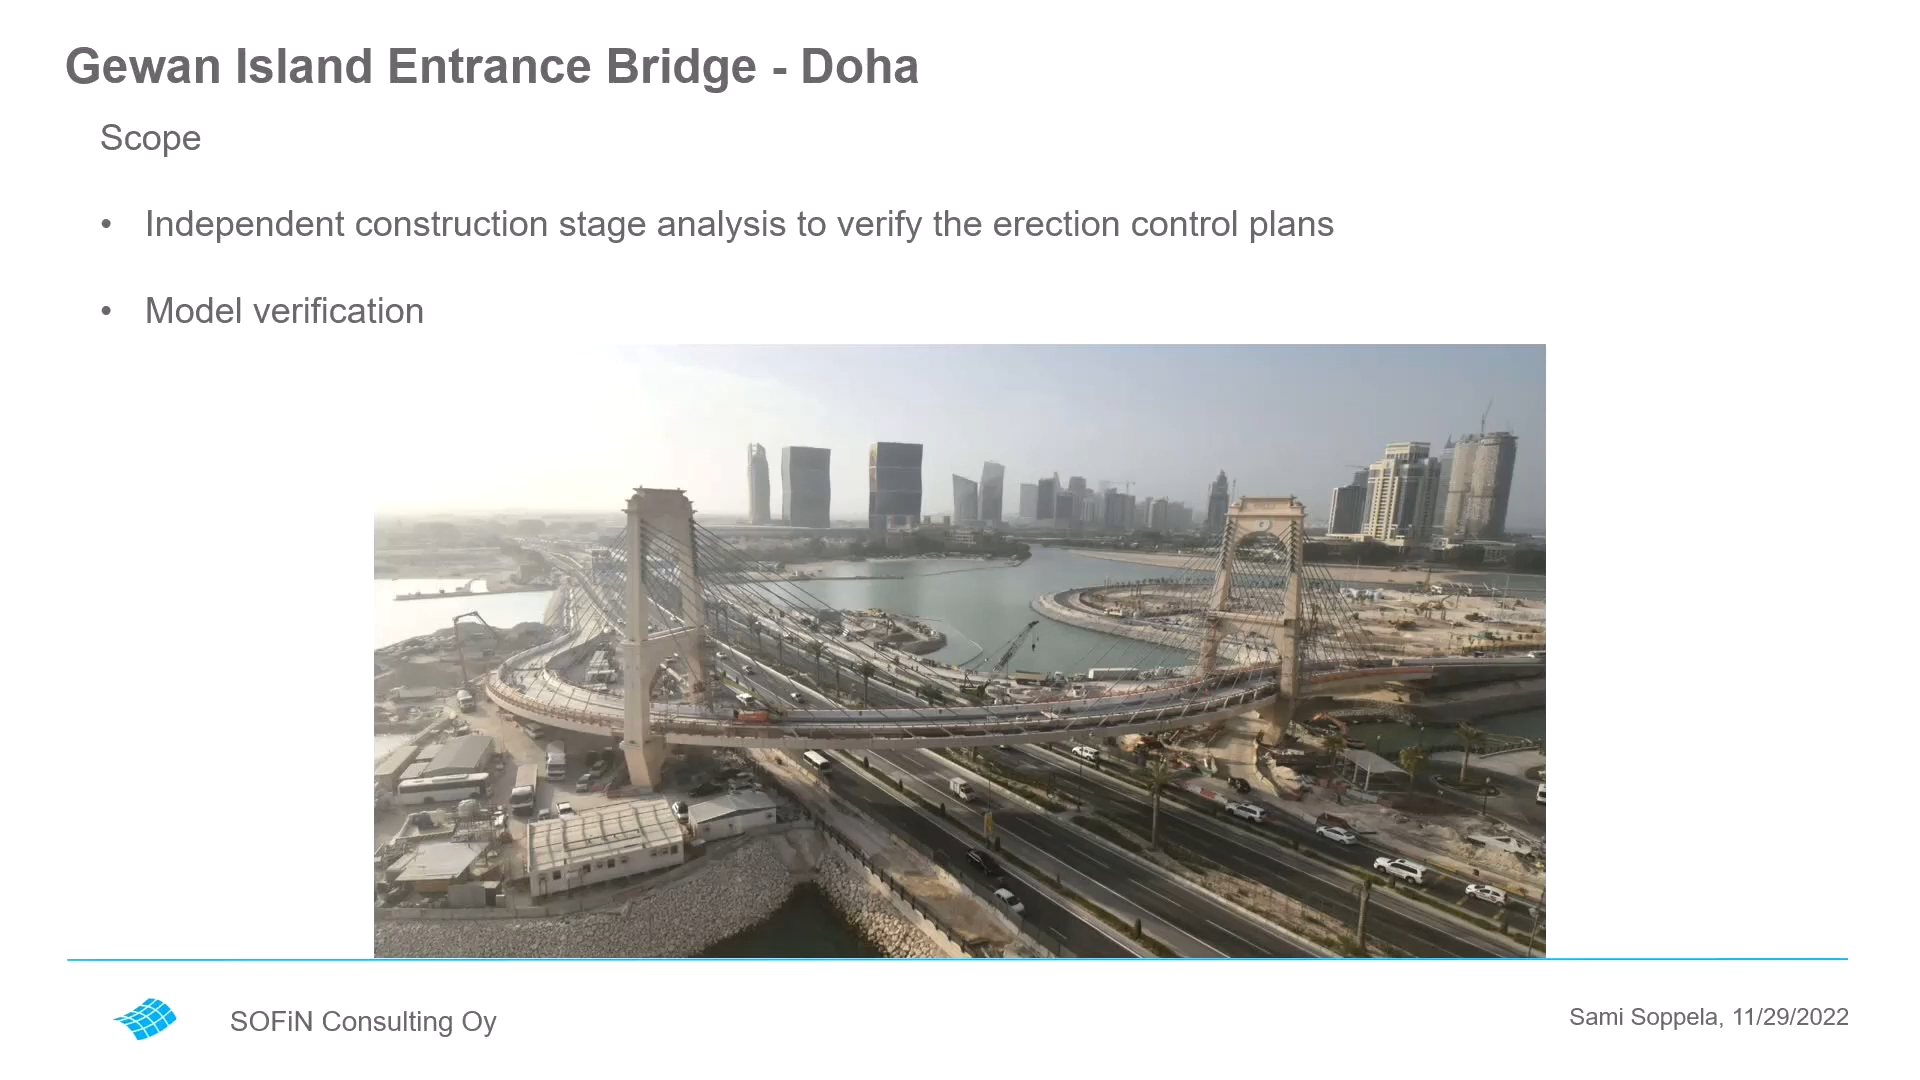 Gewan Island Entrance Bridge - Doha
Scope
• Independent construction stage analysis to verify the erection control plans
• Model verification
SOFiN Consulting Oy
Sami Soppela, 11/29/2022